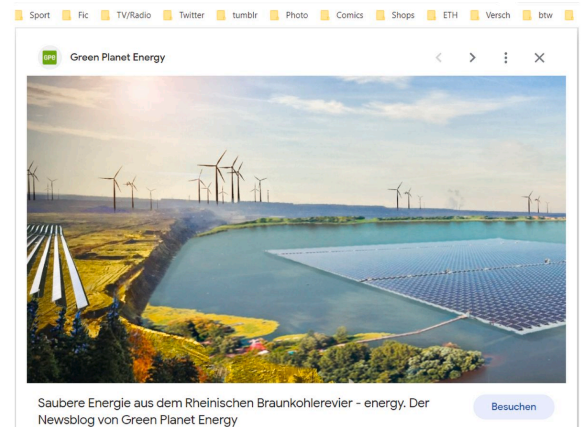 Sport Fic TV/Radio Twitter tumblr Photo Comics Shops ETH Versch btw
GPG Green Planet Energy
Saubere Energie aus dem Rheinischen Braunkohlerevier - energy. Der
Newsblog von Green Planet Energy
Besuchen